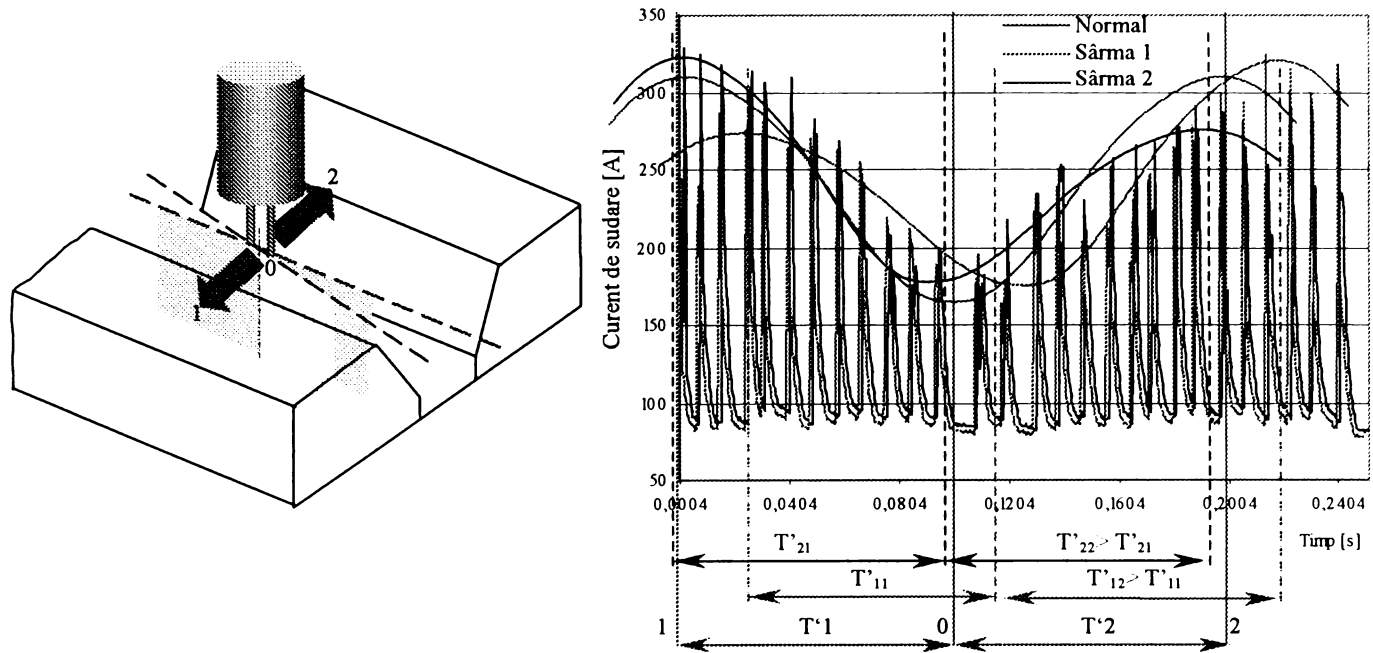 2
0
1
Curent de sudare [A]
350
300
250
200
150
100
50
Normal
Sârma 1
Sârma 2
0,0004 0,0404 0,0804 0,1204 0,1604 0,2004 0,2404
Timp [s]
T'21 T'22> T'21
T'11 T'12> T'11
1 T'1 0 T'2 2